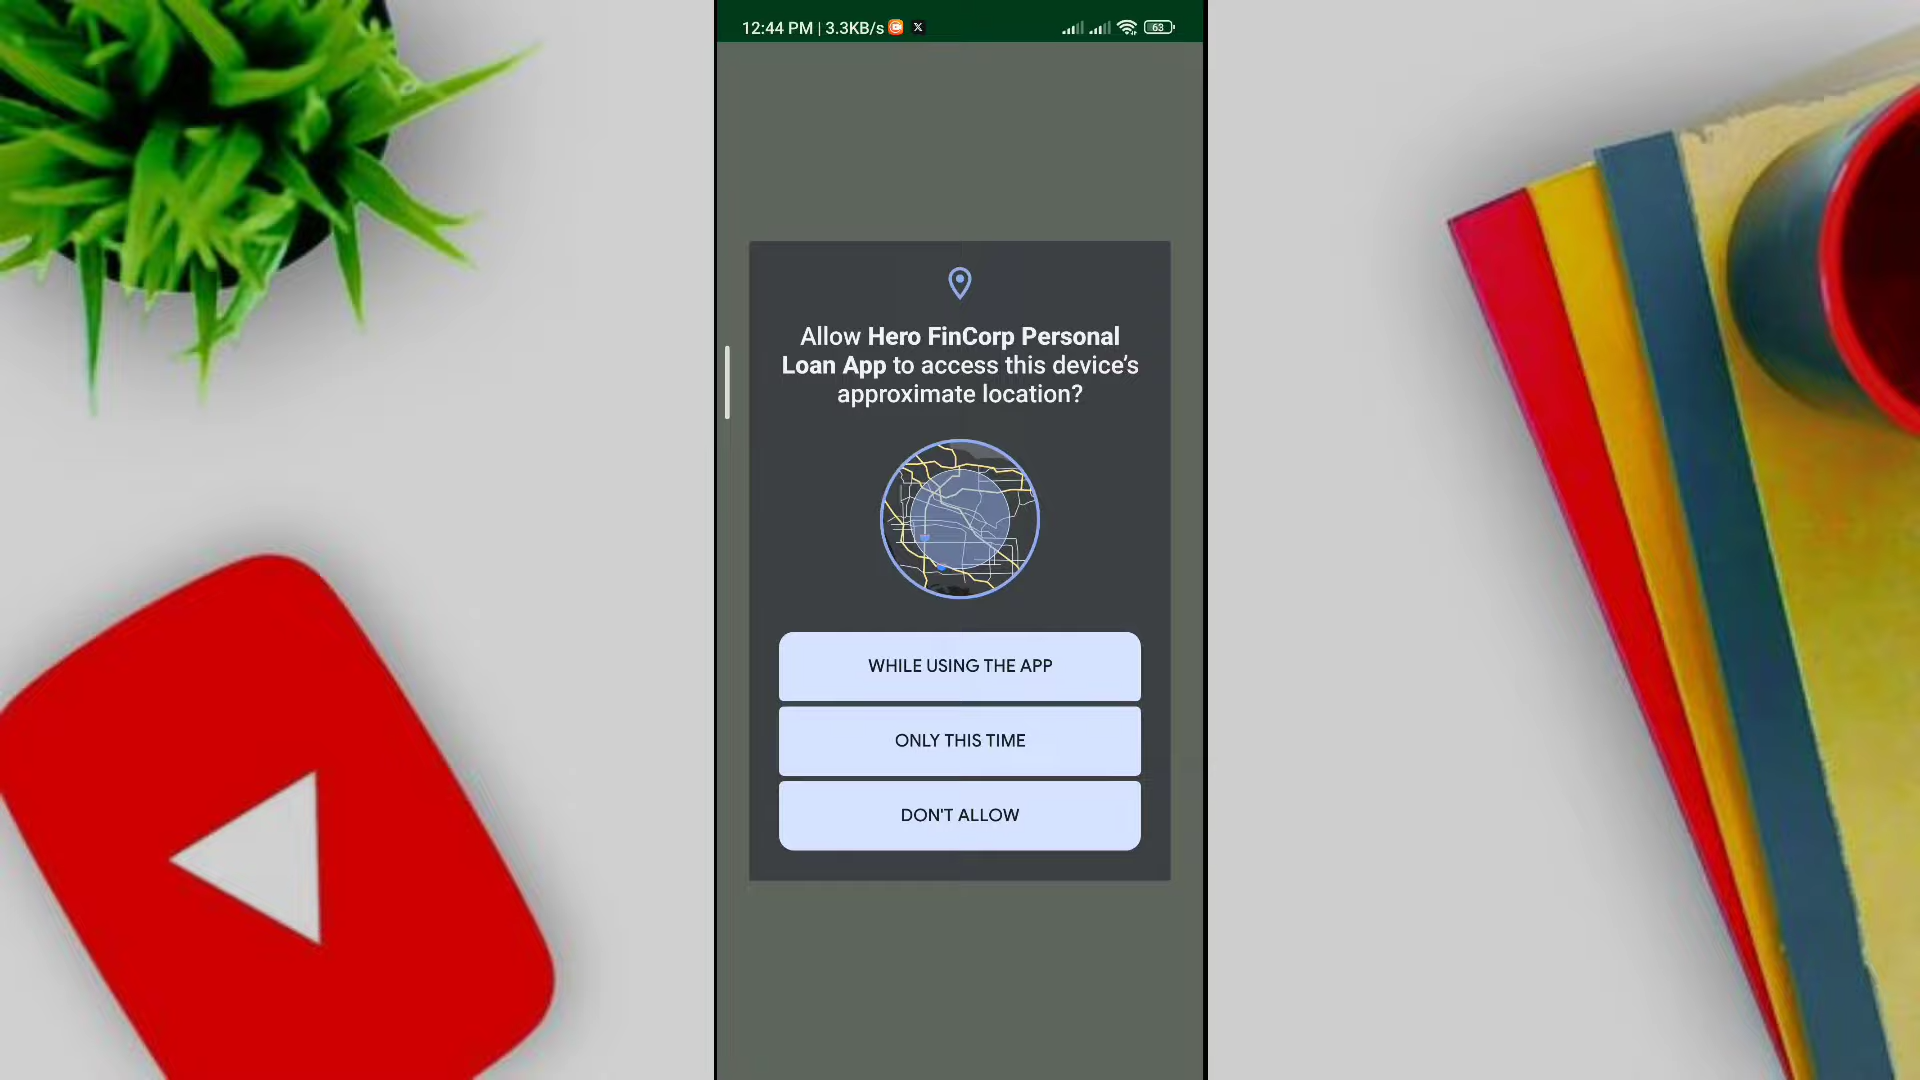 12:44 PM | 3.3KB/s
63
Allow Hero FinCorp Personal
Loan App to access this device’s
approximate location?
WHILE USING THE APP
ONLY THIS TIME
DON'T ALLOW